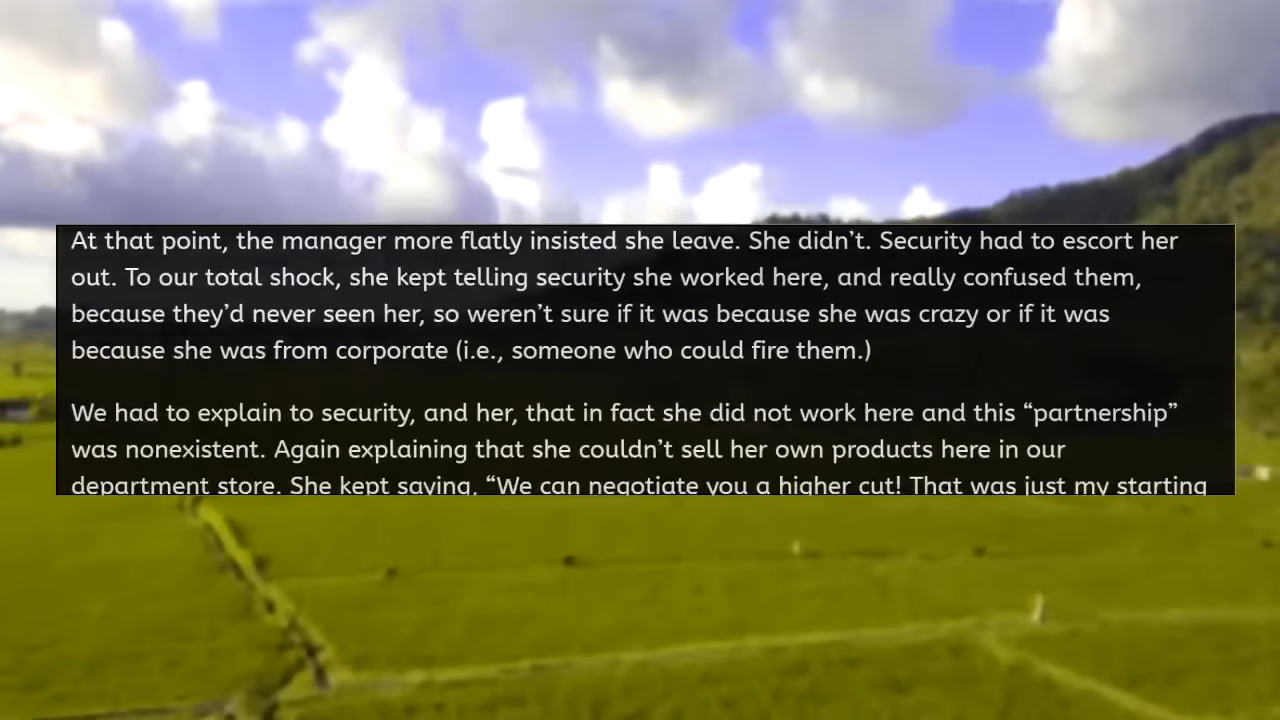 At that point, the manager more flatly insisted she leave. She didn’t. Security had to escort her
out. To our total shock, she kept telling security she worked here, and really confused them,
because they’d never seen her, so weren’t sure if it was because she was crazy or if it was
because she was from corporate (i.e., someone who could fire them.)
We had to explain to security, and her, that in fact she did not work here and this “partnership”
was nonexistent. Again explaining that she couldn’t sell her own products here in our
department store. She kept saying, “We can negotiate you a higher cut! That was just my starting